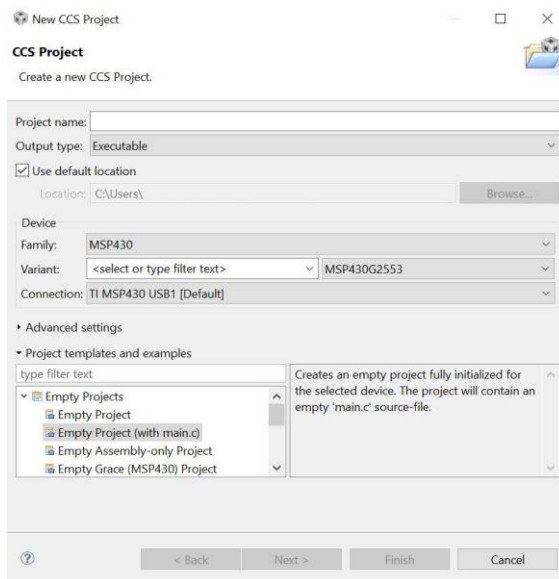 New CCS Project
CCS Project
Create a new CCS Project.
Project name:
Output type: Executable
Use default location
Location: C:\Users\ Browse...
Device
Family: MSP430
Variant: <select or type filter text> MSP430G2553
Connection: TI MSP430 USB1 [Default]
Advanced settings
Project templates and examples
type filter text
Empty Projects
Empty Project
Empty Project (with main.c)
Empty Assembly-only Project
Empty Grace (MSP430) Project
Creates an empty project fully initialized for
the selected device. The project will contain an
empty 'main.c' source-file.
? < Back Next > Finish Cancel